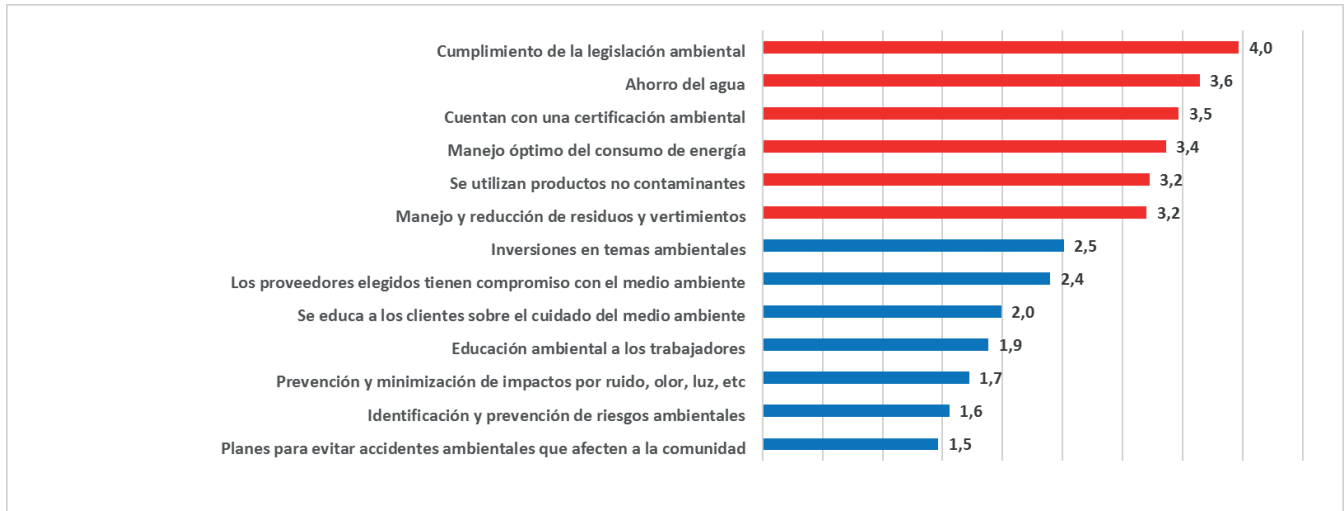 Cumplimiento de la legislación ambiental 4,0
Ahorro del agua 3,6
Cuentan con una certificación ambiental 3,5
Manejo óptimo del consumo de energía 3,4
Se utilizan productos no contaminantes 3,2
Manejo y reducción de residuos y vertimientos 3,2
Inversiones en temas ambientales 2,5
Los proveedores elegidos tienen compromiso con el medio ambiente 2,4
Se educa a los clientes sobre el cuidado del medio ambiente 2,0
Educación ambiental a los trabajadores 1,9
Prevención y minimización de impactos por ruido, olor, luz, etc 1,7
Identificación y prevención de riesgos ambientales 1,6
Planes para evitar accidentes ambientales que afecten a la comunidad 1,5